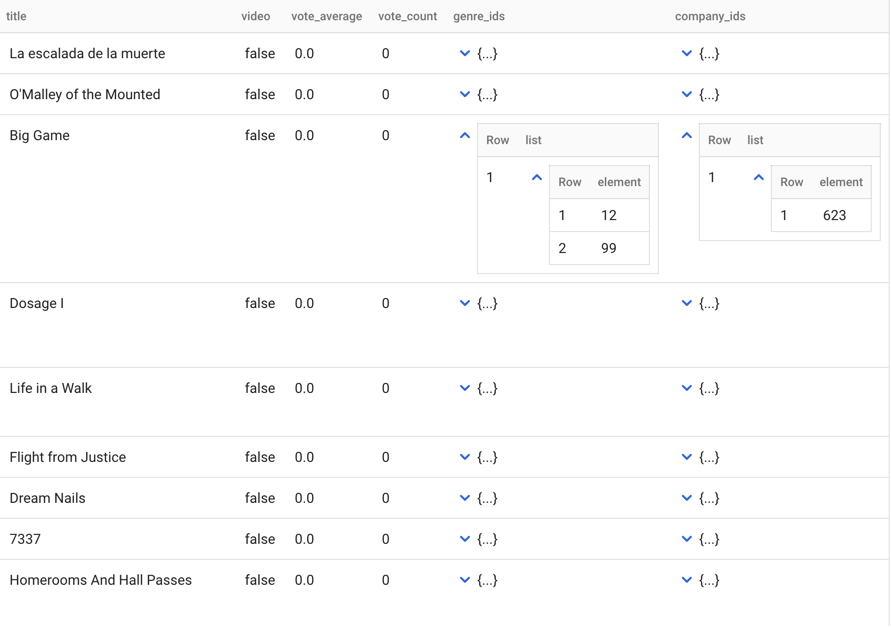 title video vote_average vote_count genre_ids company_ids
La escalada de la muerte false 0.0 0 {...} {...}
O'Malley of the Mounted false 0.0 0 {...} {...}
Big Game false 0.0 0 Row list Row list
1 Row element 1 Row element
1 12 1 623
2 99
Dosage I false 0.0 0 {...} {...}
Life in a Walk false 0.0 0 {...} {...}
Flight from Justice false 0.0 0 {...} {...}
Dream Nails false 0.0 0 {...} {...}
7337 false 0.0 0 {...} {...}
Homerooms And Hall Passes false 0.0 0 {...} {...}